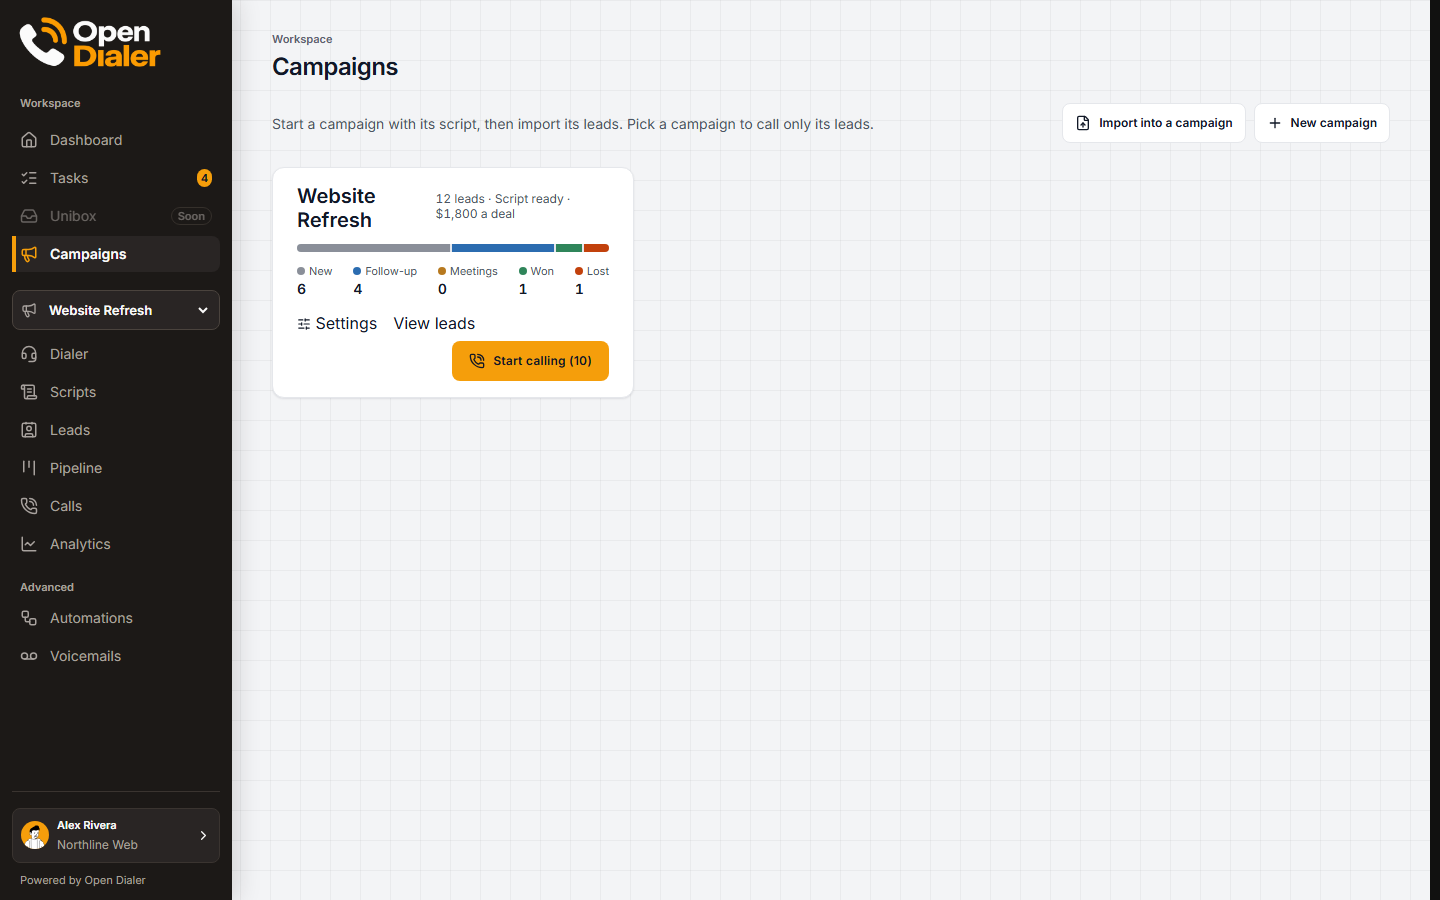 Open
Dialer
Workspace
Dashboard
Tasks
4
Unibox
Soon
Campaigns
Website Refresh
Dialer
Scripts
Leads
Pipeline
Calls
Analytics
Advanced
Automations
Voicemails
Alex Rivera
Northline Web
Powered by Open Dialer
Workspace
Campaigns
Start a campaign with its script, then import its leads. Pick a campaign to call only its leads.
Import into a campaign
New campaign
Website
Refresh
12 leads · Script ready ·
$1,800 a deal
New
Follow-up
Meetings
Won
Lost
6
4
0
1
1
Settings
View leads
Start calling (10)